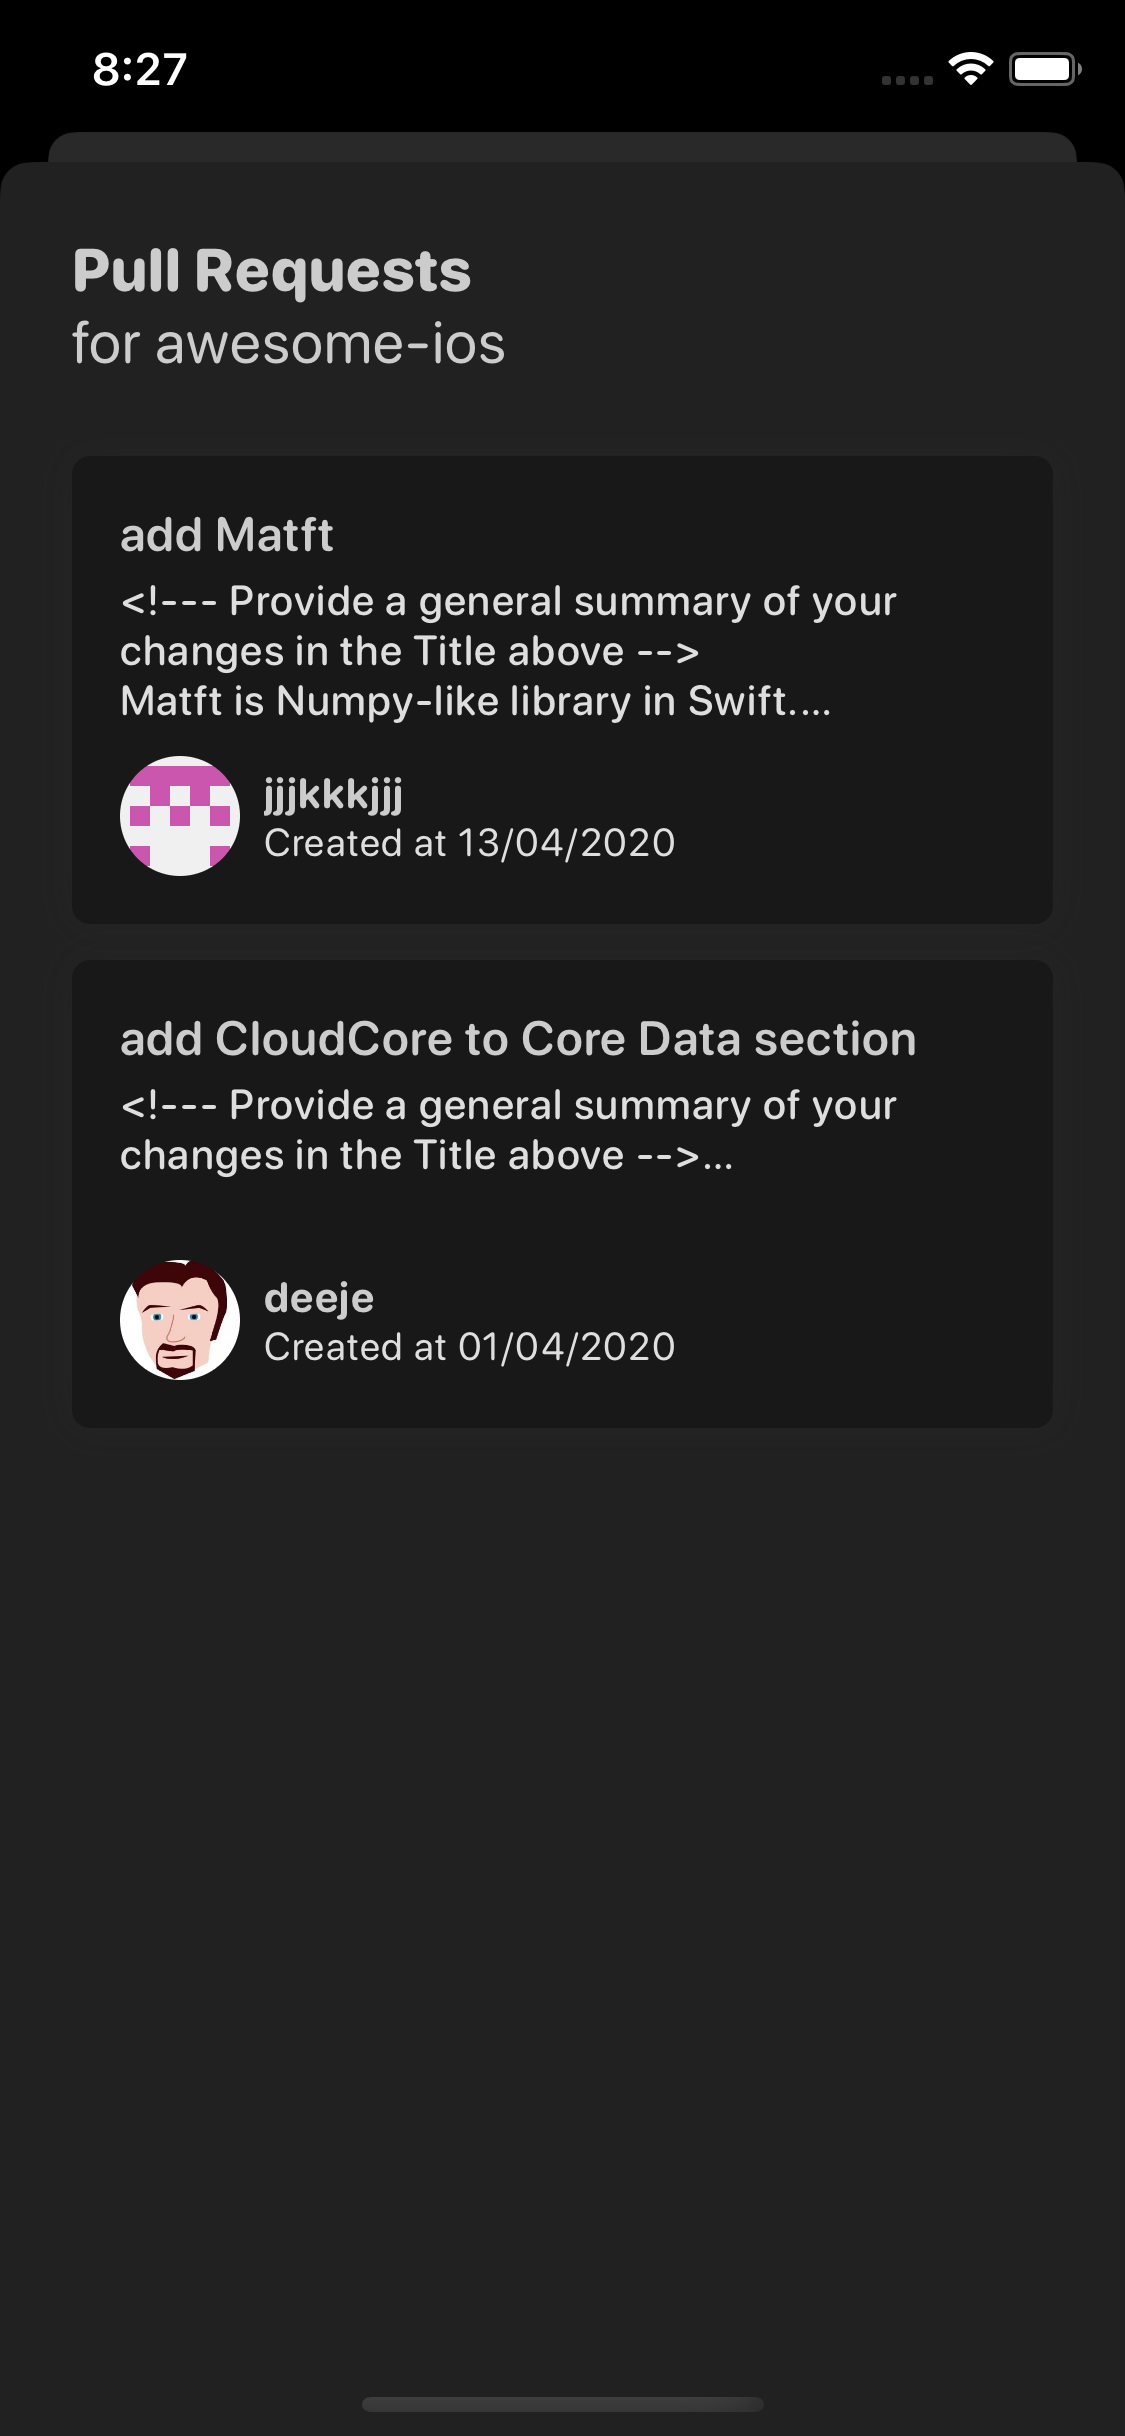 8:27
Pull Requests
for awesome-ios
add Matft
<!--- Provide a general summary of your
changes in the Title above -->
Matft is Numpy-like library in Swift....
jjjkkkjjj
Created at 13/04/2020
add CloudCore to Core Data section
<!--- Provide a general summary of your
changes in the Title above -->...
deeje
Created at 01/04/2020